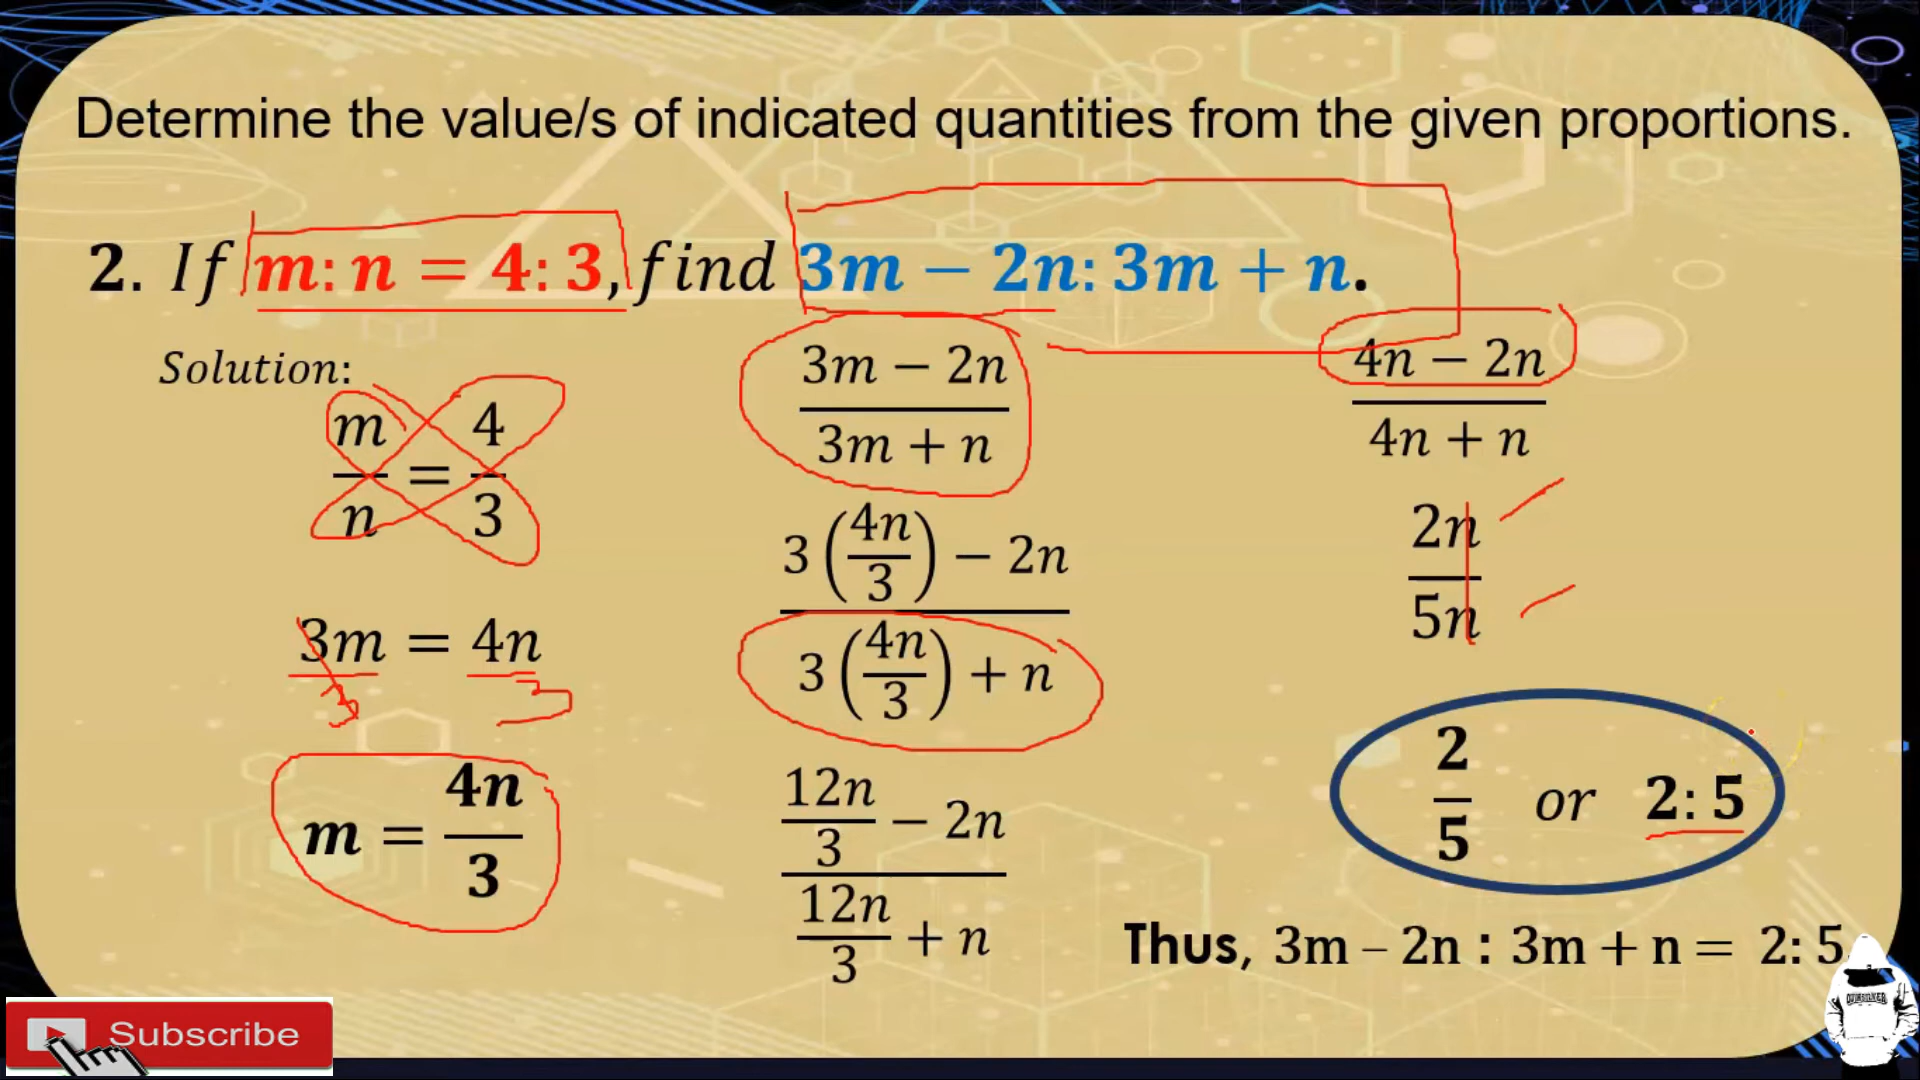 Determine the value/s of indicated quantities from the given proportions.
2. If m: n = 4: 3, find 3m − 2n: 3m + n.
Solution:
m/n = 4/3
3m = 4n
3 3
m = 4n/3
3m − 2n
3m + n
3(4n/3) − 2n
3(4n/3) + n
12n/3 − 2n
12n/3 + n
4n − 2n
4n + n
2n
5n
2/5 or 2: 5
Thus, 3m – 2n : 3m + n = 2: 5
Subscribe
QUIKSILVER